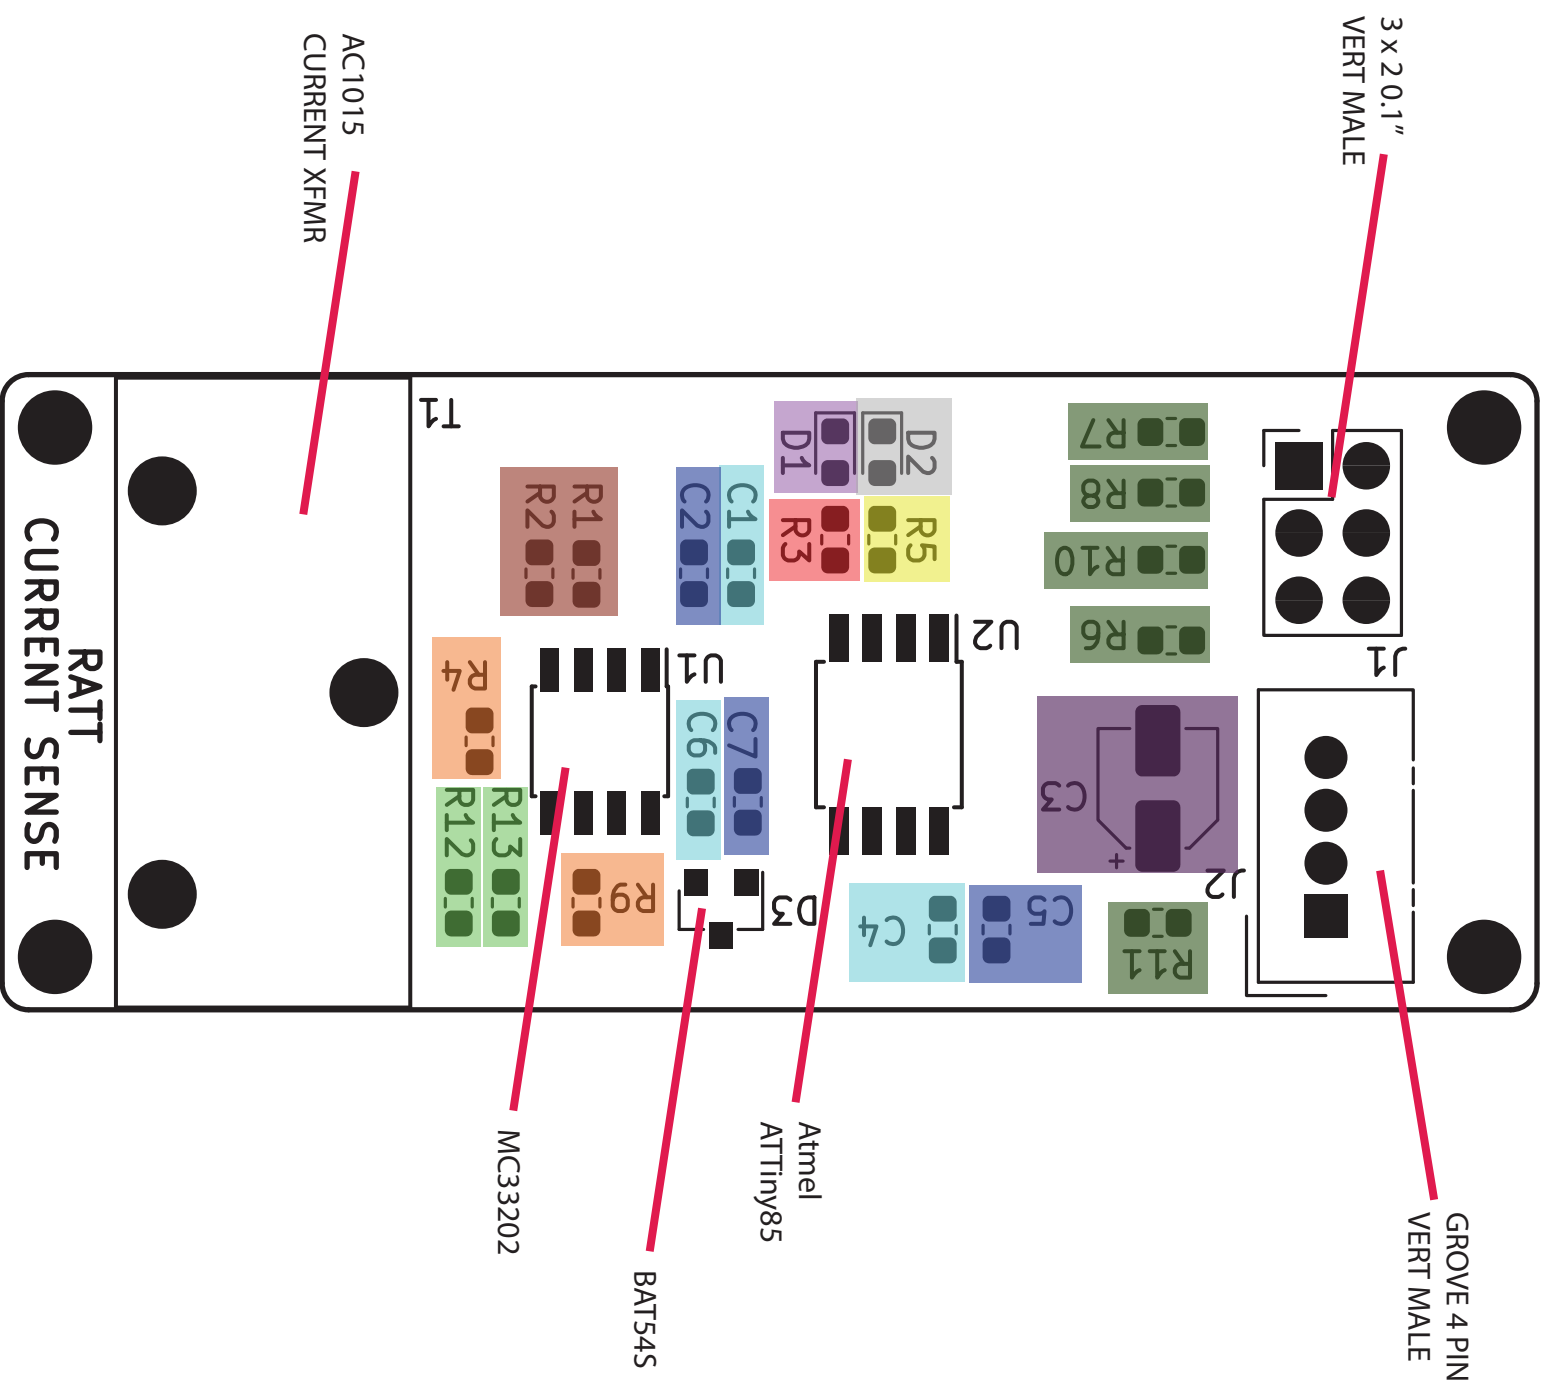 3 x 2 0.1"
VERT MALE
AC1015
CURRENT XFMR
T1
D1
D2
R7
R8
R10
R6
R2
R1
C2
C1
R3
R5
U2
U1
J1
R4
C6
C7
C3
+
R12
R13
R9
D3
C4
C5
J2
R11
RATT
CURRENT SENSE
MC33202
BAT54S
Atmel
ATTiny85
GROVE 4 PIN
VERT MALE